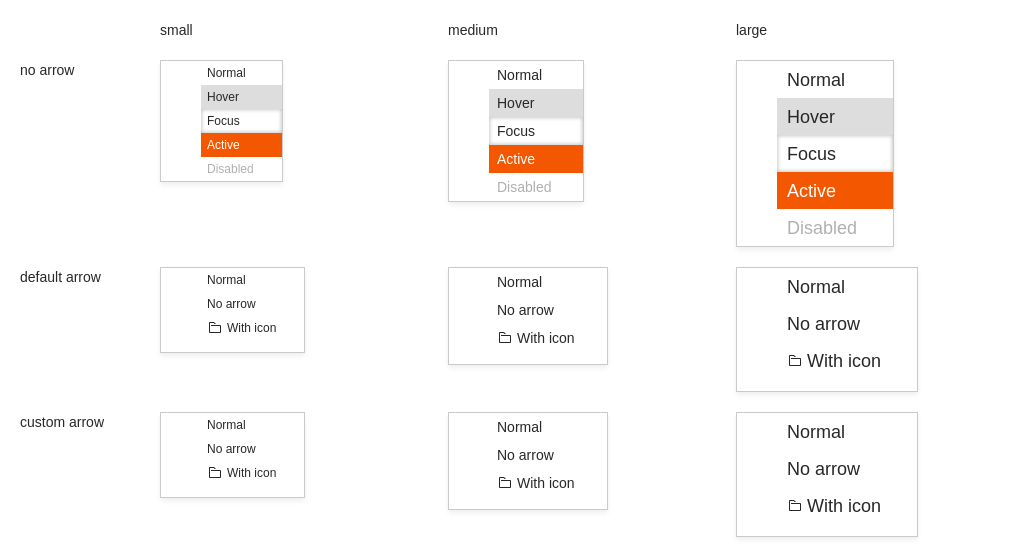 small medium large
no arrow
Normal
Hover
Focus
Active
Disabled
Normal
Hover
Focus
Active
Disabled
Normal
Hover
Focus
Active
Disabled
default arrow
Normal
No arrow
With icon
Normal
No arrow
With icon
Normal
No arrow
With icon
custom arrow
Normal
No arrow
With icon
Normal
No arrow
With icon
Normal
No arrow
With icon